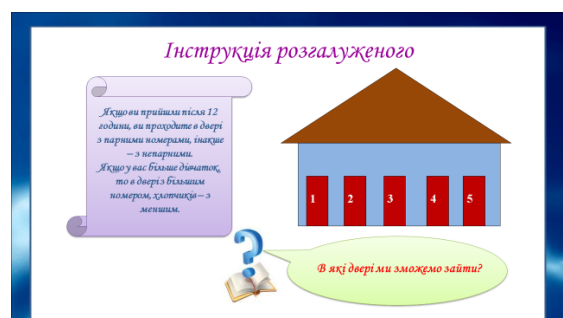 Інструкція розгалуженого
Якщо ви прийшли після 12
години, ви проходите в двері
з парними номерами, інакше
– з непарними.
Якщо у вас більше дівчаток,
то в двері з більшим
номером, хлопчиків – з
меншим.
1 2 3 4 5
В які двері ми зможемо зайти?